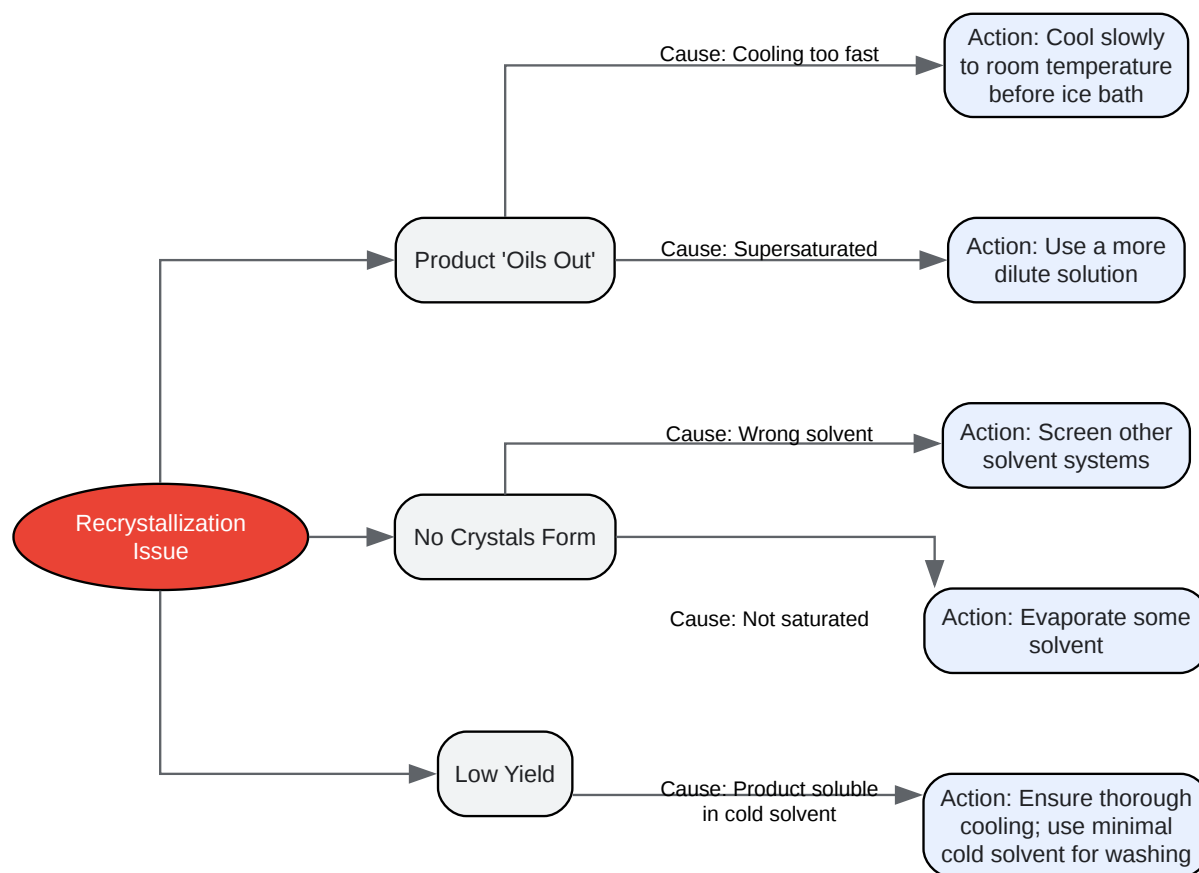 Cause: Cooling too fast
Action: Cool slowly
to room temperature
before ice bath
Product 'Oils Out'
Cause: Supersaturated
Action: Use a more
dilute solution
Cause: Wrong solvent
Action: Screen other
solvent systems
Recrystallization
Issue
No Crystals Form
Cause: Not saturated
Action: Evaporate some
solvent
Low Yield
Cause: Product soluble
in cold solvent
Action: Ensure thorough
cooling; use minimal
cold solvent for washing